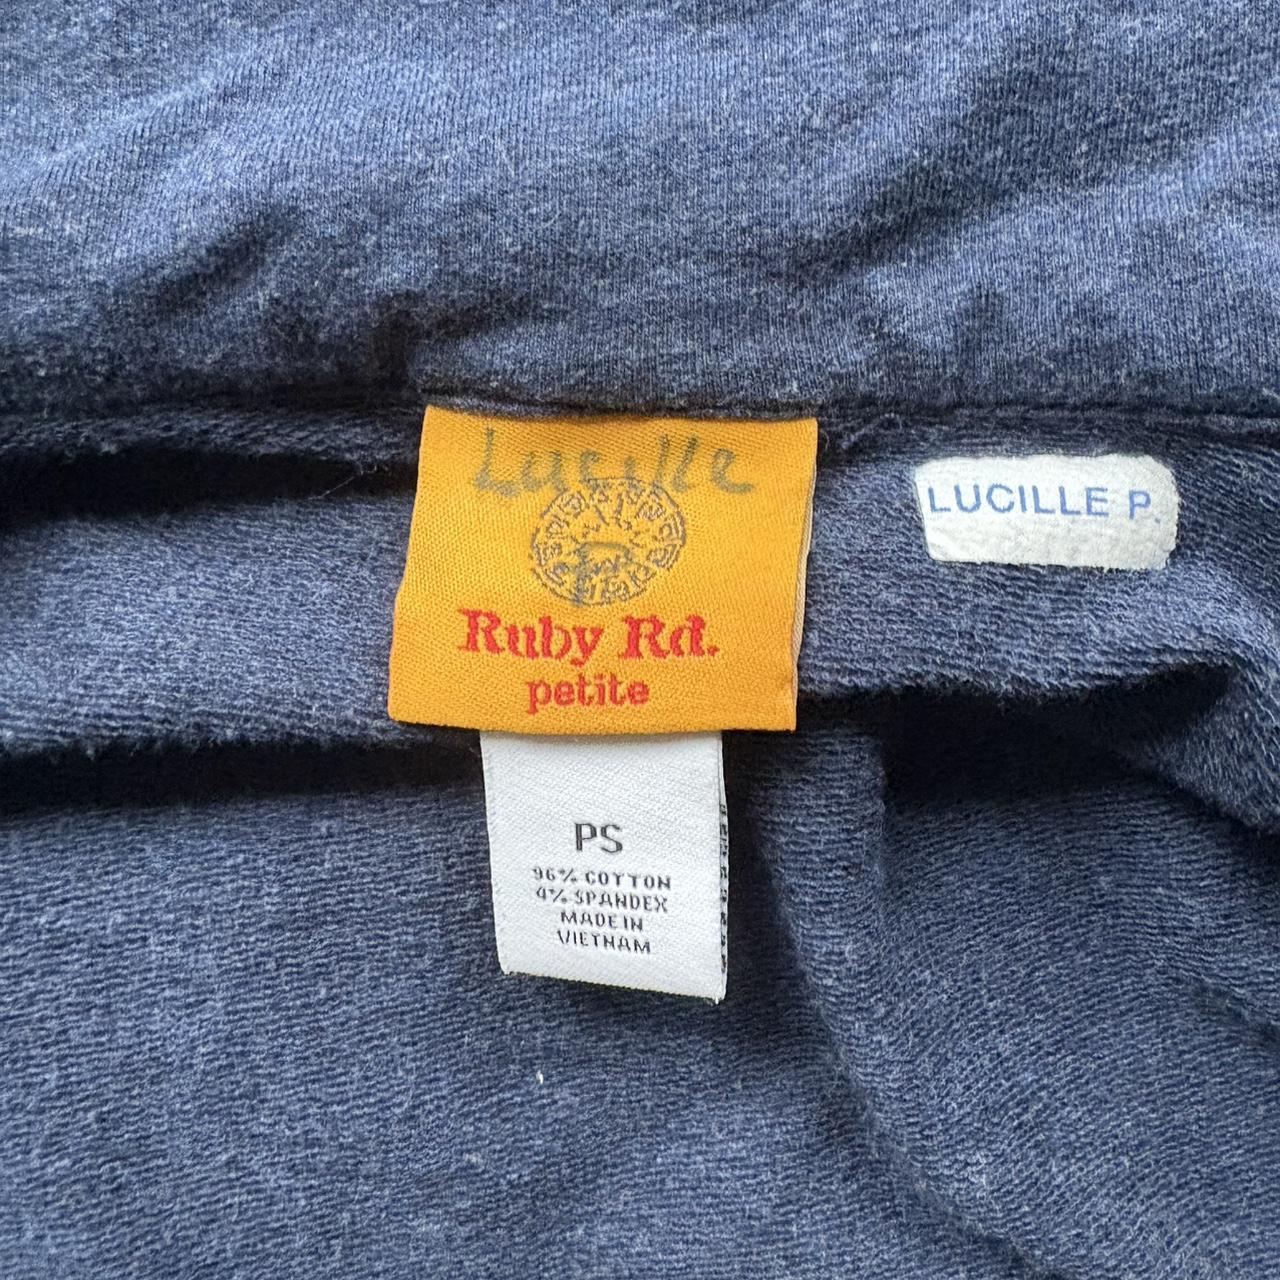 Lucille
P
Ruby Rd.
petite
LUCILLE P.
PS
96% COTTON
4% SPANDEX
MADE IN
VIETNAM